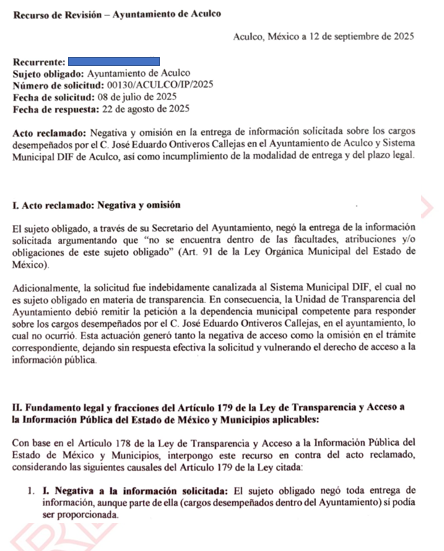 Recurso de Revisión – Ayuntamiento de Aculco
Aculco, México a 12 de septiembre de 2025
Recurrente:
Sujeto obligado: Ayuntamiento de Aculco
Número de solicitud: 00130/ACULCO/IP/2025
Fecha de solicitud: 08 de julio de 2025
Fecha de respuesta: 22 de agosto de 2025
Acto reclamado: Negativa y omisión en la entrega de información solicitada sobre los cargos
desempeñados por el C. José Eduardo Ontiveros Callejas en el Ayuntamiento de Aculco y Sistema
Municipal DIF de Aculco, así como incumplimiento de la modalidad de entrega y del plazo legal.
I. Acto reclamado: Negativa y omisión
El sujeto obligado, a través de su Secretario del Ayuntamiento, negó la entrega de la información
solicitada argumentando que “no se encuentra dentro de las facultades, atribuciones y/o
obligaciones de este sujeto obligado” (Art. 91 de la Ley Orgánica Municipal del Estado de
México).
Adicionalmente, la solicitud fue indebidamente canalizada al Sistema Municipal DIF, el cual no
es sujeto obligado en materia de transparencia. En consecuencia, la Unidad de Transparencia del
Ayuntamiento debió remitir la petición a la dependencia municipal competente para responder
sobre los cargos desempeñados por el C. José Eduardo Ontiveros Callejas, en el ayuntamiento, lo
cual no ocurrió. Esta actuación generó tanto la negativa de acceso como la omisión en el trámite
correspondiente, dejando sin respuesta efectiva la solicitud y vulnerando el derecho de acceso a la
información pública.
II. Fundamento legal y fracciones del Artículo 179 de la Ley de Transparencia y Acceso a
la Información Pública del Estado de México y Municipios aplicables:
Con base en el Artículo 178 de la Ley de Transparencia y Acceso a la Información Pública del
Estado de México y Municipios, interpongo este recurso en contra del acto reclamado,
considerando las siguientes causales del Artículo 179 de la Ley citada:
1. I. Negativa a la información solicitada: El sujeto obligado negó toda entrega de
información, aunque parte de ella (cargos desempeñados dentro del Ayuntamiento) sí podía
ser proporcionada.